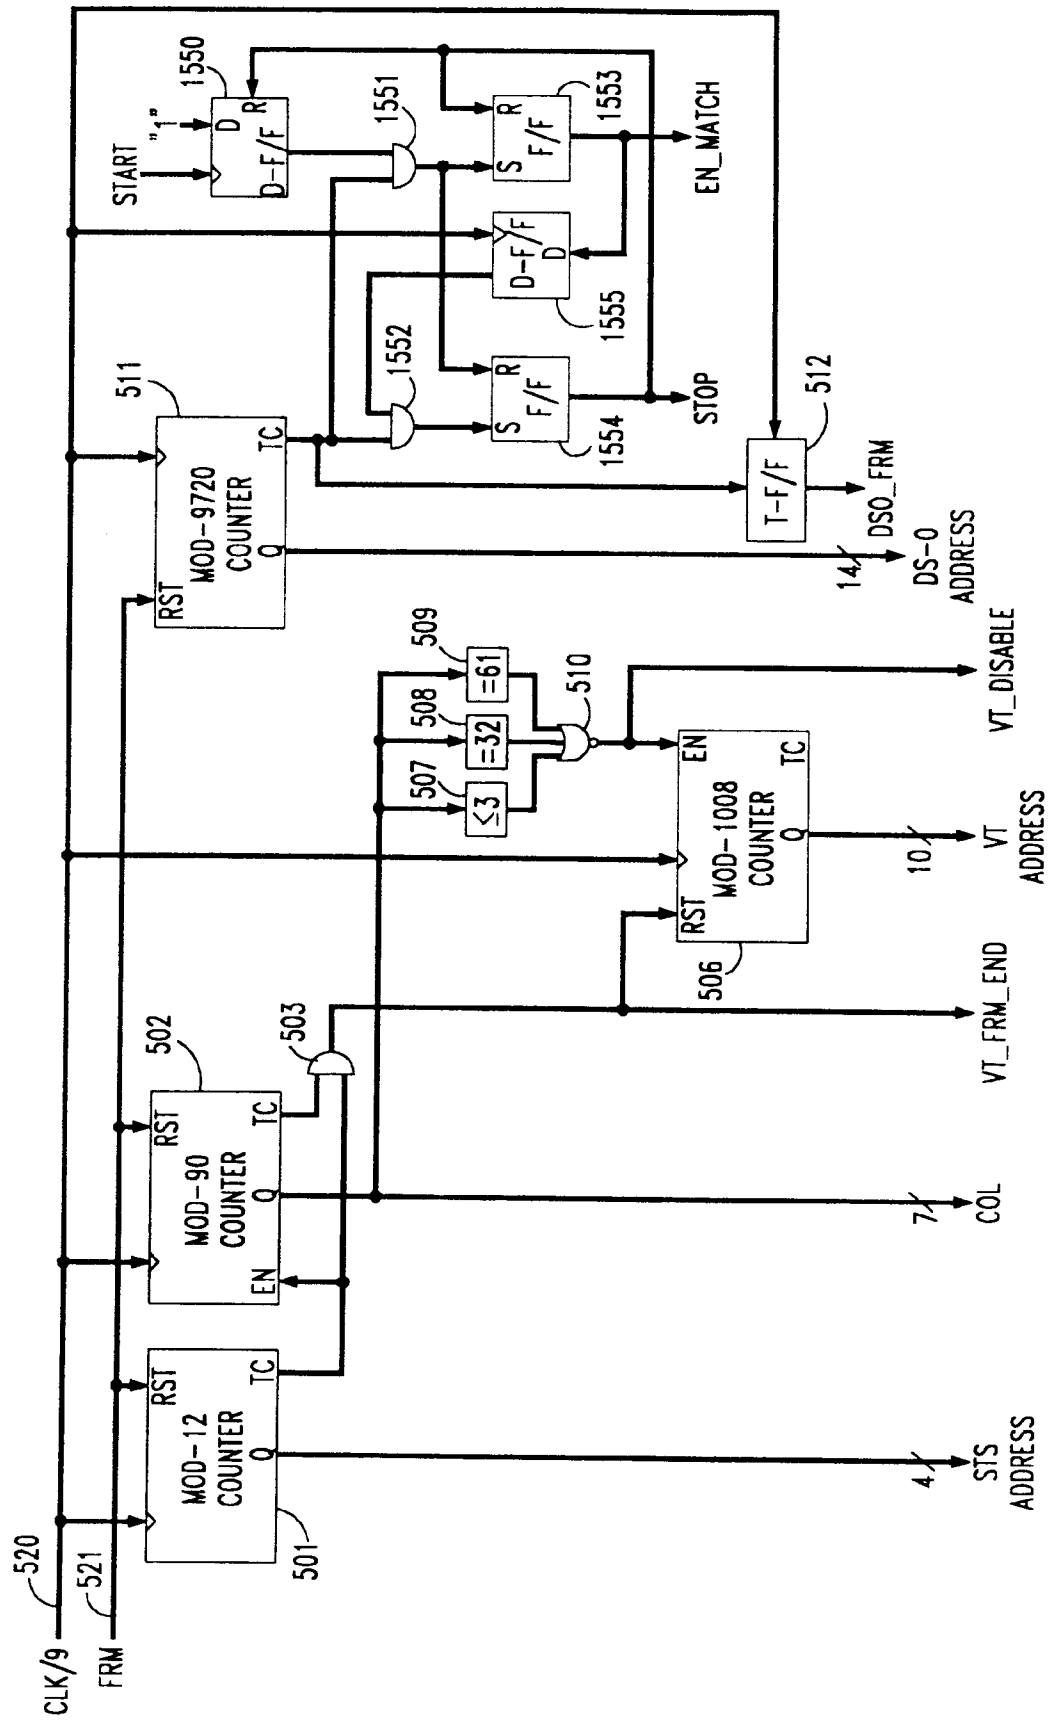 CLK/9
520
FRM
521
MOD-12
COUNTER
RST
Q
TC
501
4
STS
ADDRESS
MOD-90
COUNTER
RST
EN
Q
TC
502
503
7
COL
VT_FRM_END
MOD-1008
COUNTER
RST
EN
Q
TC
506
10
VT
ADDRESS
≤3
507
=32
508
=61
509
510
VT_DISABLE
MOD-9720
COUNTER
RST
Q
TC
511
14
DS-0
ADDRESS
T-F/F
512
DS0_FRM
START
"1"
D
R
D-F/F
1550
1551
1552
S
R
F/F
1553
EN_MATCH
D-F/F
D
1555
S
R
F/F
1554
STOP